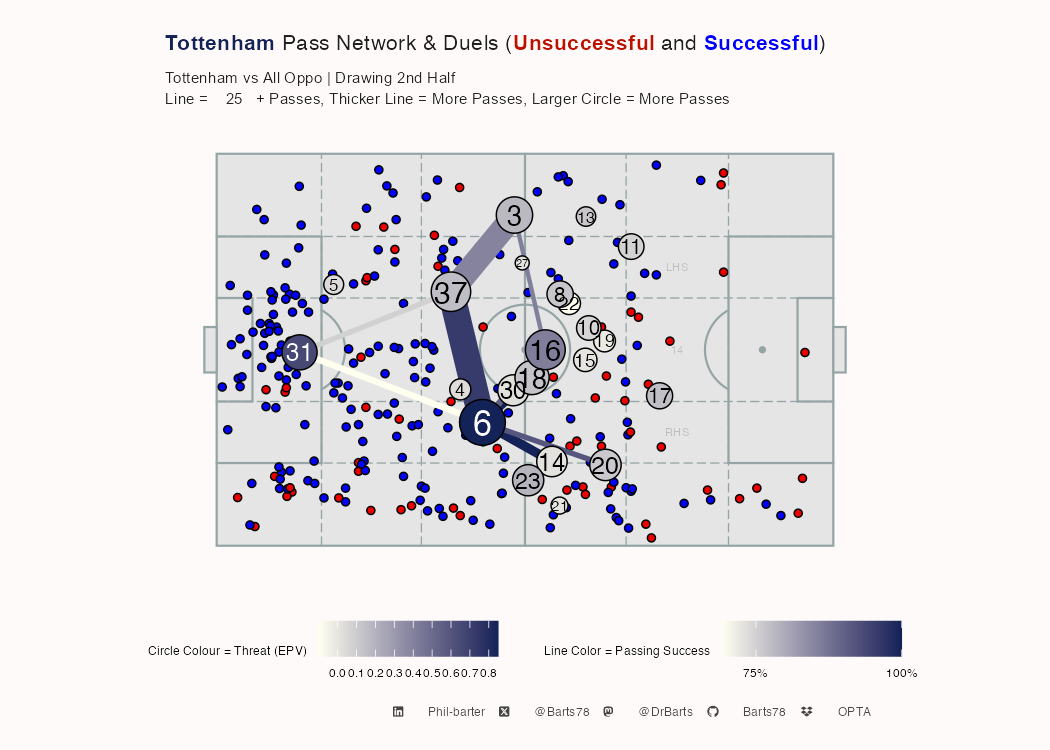 Tottenham Pass Network & Duels (Unsuccessful and Successful)
Tottenham vs All Oppo | Drawing 2nd Half
Line = 25 + Passes, Thicker Line = More Passes, Larger Circle = More Passes
3
13
11
27
LHS
5
37
8
22
10
19
31
16
14
15
18
4
30
17
6
RHS
14
20
23
21
Circle Colour = Threat (EPV)
0.0 0.1 0.2 0.3 0.4 0.5 0.6 0.7 0.8
Line Color = Passing Success
75% 100%
Phil-barter @Barts78 @DrBarts Barts78 OPTA